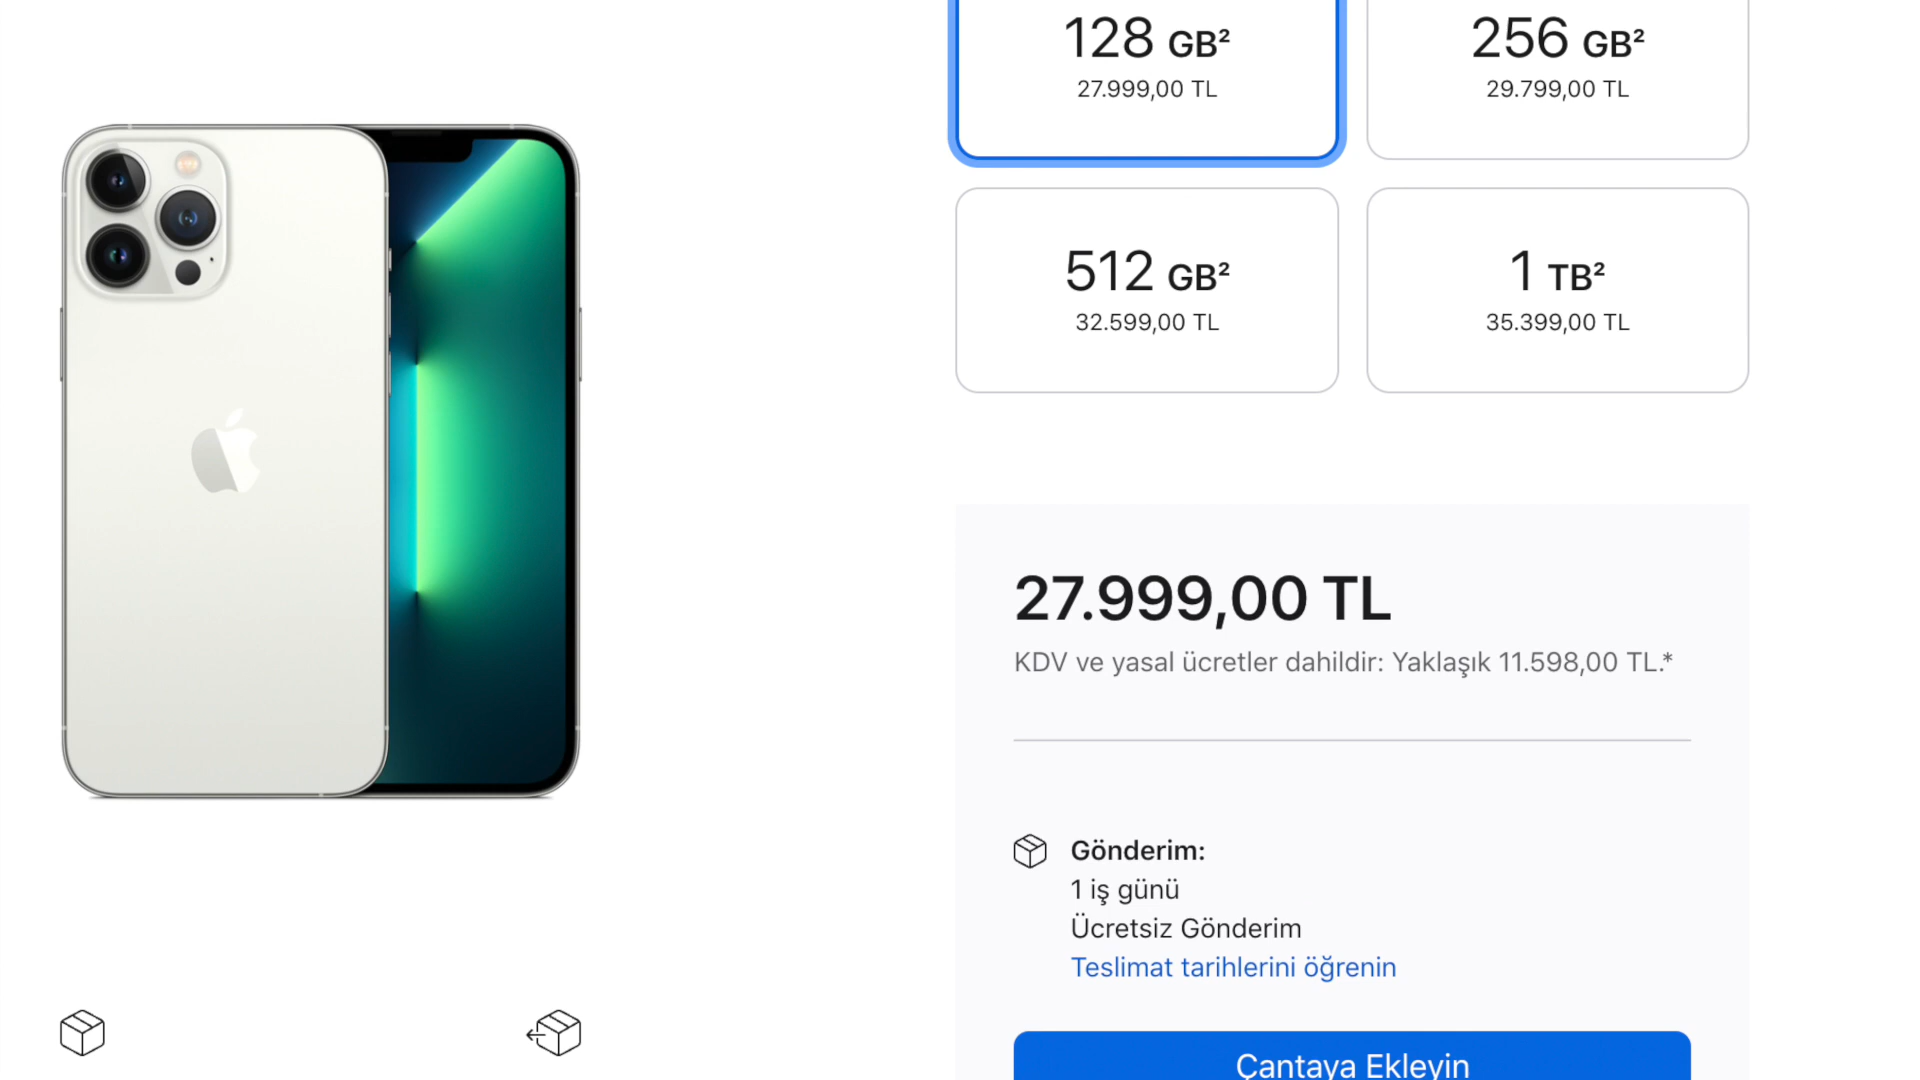 128 GB²
27.999,00 TL
256 GB²
29.799,00 TL
512 GB²
32.599,00 TL
1 TB²
35.399,00 TL
27.999,00 TL
KDV ve yasal ücretler dahildir: Yaklaşık 11.598,00 TL.*
Gönderim:
1 iş günü
Ücretsiz Gönderim
Teslimat tarihlerini öğrenin
Çantaya Ekleyin